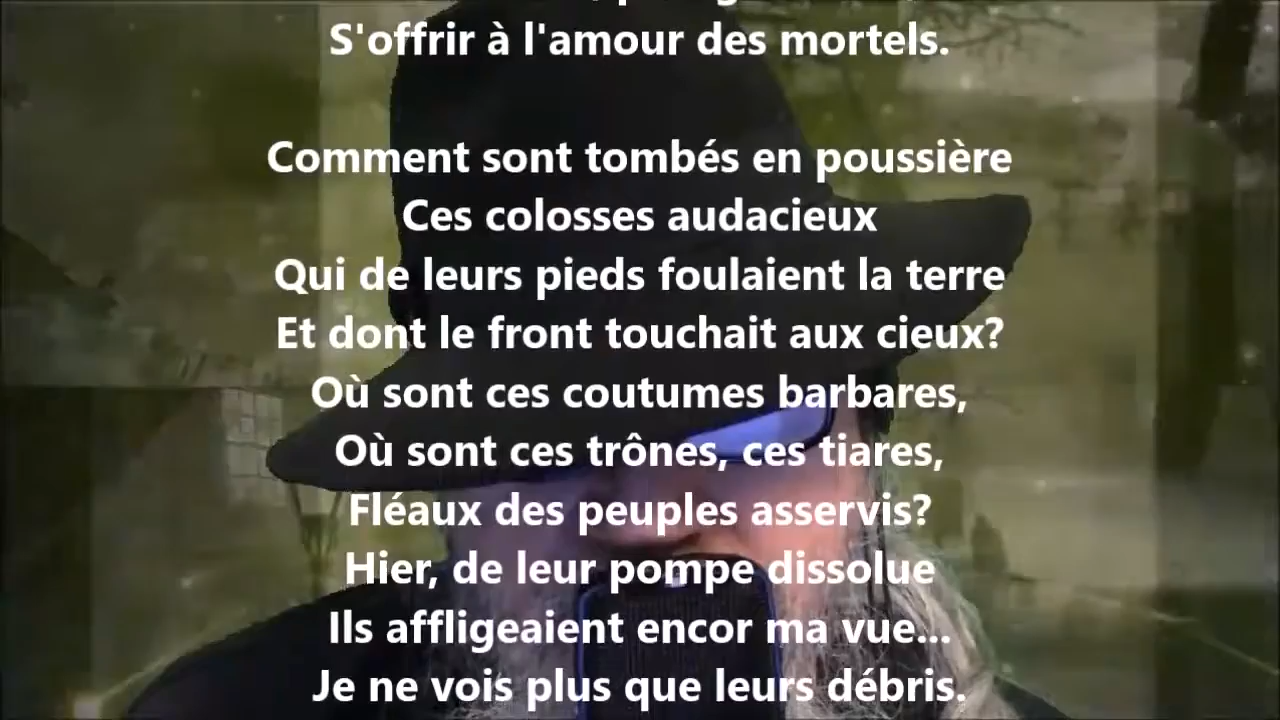 S'offrir à l'amour des mortels.
Comment sont tombés en poussière
Ces colosses audacieux
Qui de leurs pieds foulaient la terre
Et dont le front touchait aux cieux?
Où sont ces coutumes barbares,
Où sont ces trônes, ces tiares,
Fléaux des peuples asservis?
Hier, de leur pompe dissolue
Ils affligeaient encor ma vue...
Je ne vois plus que leurs débris.